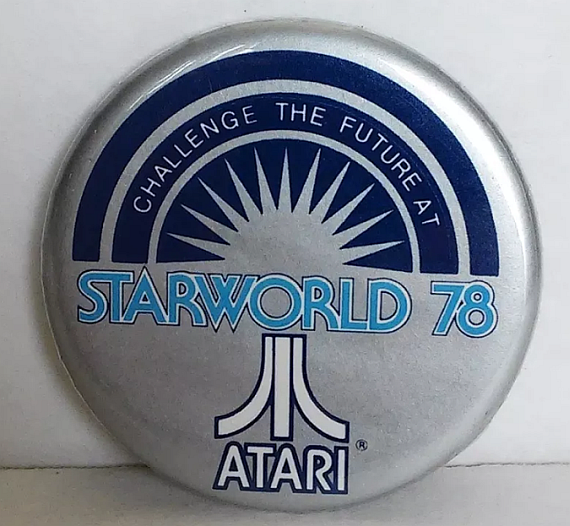 CHALLENGE THE FUTURE AT
STARWORLD 78
ATARI ®